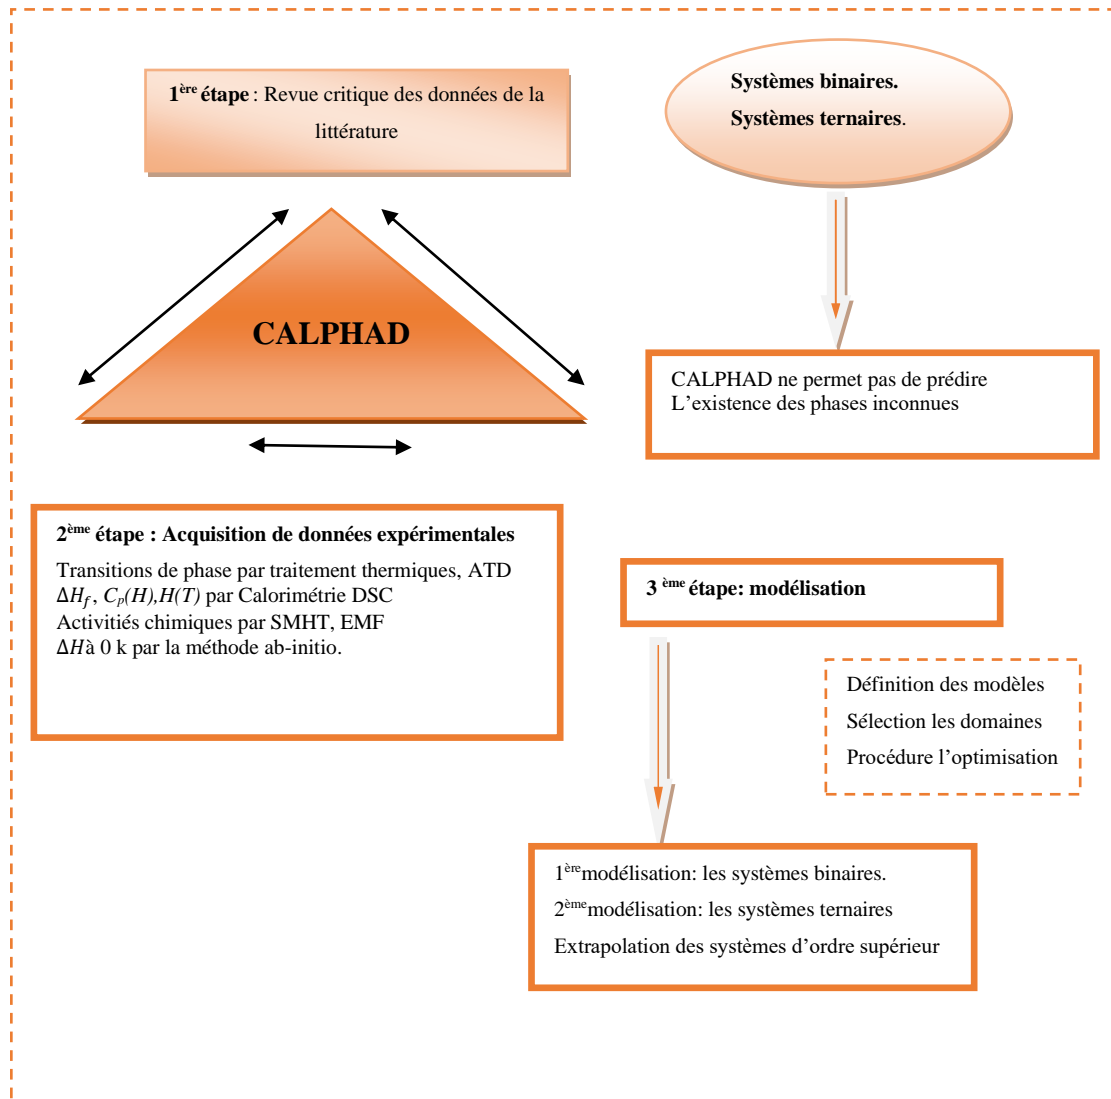 1ère étape : Revue critique des données de la
littérature
Systèmes binaires.
Systèmes ternaires.
CALPHAD
CALPHAD ne permet pas de prédire
L’existence des phases inconnues
2ème étape : Acquisition de données expérimentales
Transitions de phase par traitement thermiques, ATD
ΔHf, Cp(H),H(T) par Calorimétrie DSC
Activitiés chimiques par SMHT, EMF
ΔHà 0 k par la méthode ab-initio.
3 ème étape: modélisation
Définition des modèles
Sélection les domaines
Procédure l’optimisation
1èremodélisation: les systèmes binaires.
2èmemodélisation: les systèmes ternaires
Extrapolation des systèmes d’ordre supérieur